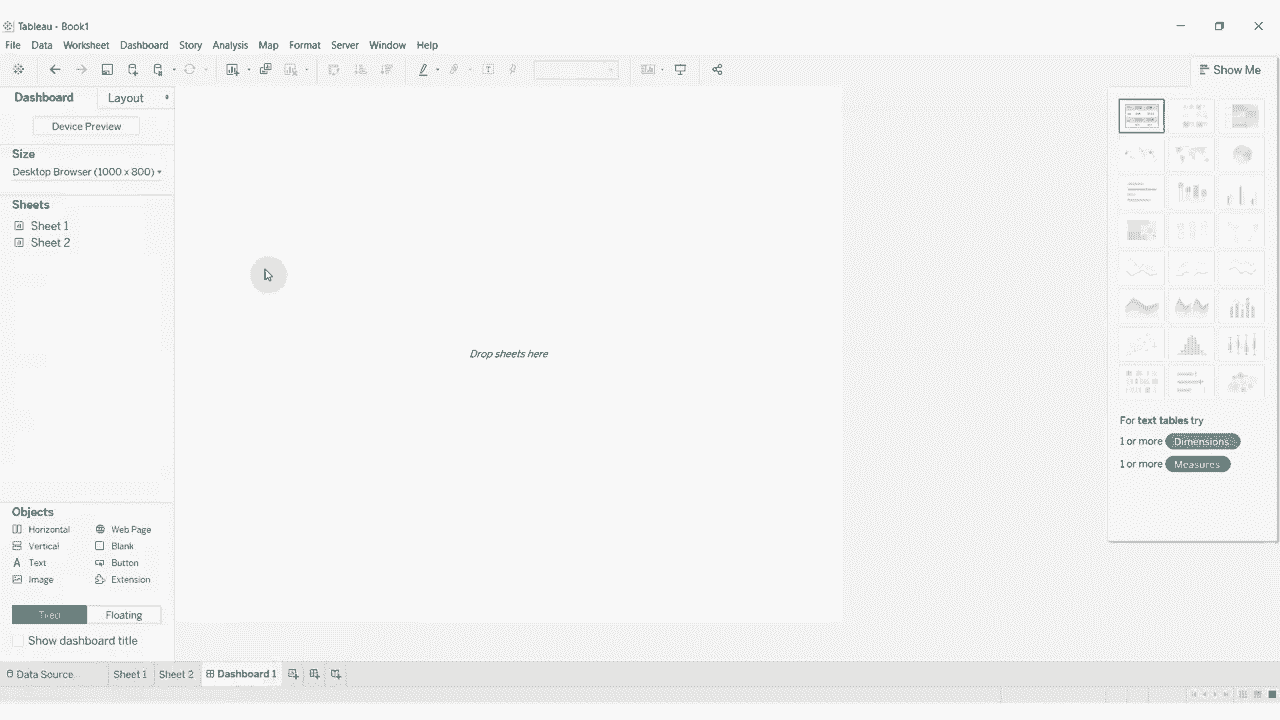 Tableau - Book1
File Data Worksheet Dashboard Story Analysis Map Format Server Window Help
Show Me
Dashboard Layout
Device Preview
Size
Desktop Browser (1000 x 800)
Sheets
Sheet 1
Sheet 2
Drop sheets here
For text tables try
1 or more Dimensions
1 or more Measures
Objects
Horizontal Web Page
Vertical Blank
Text Button
Image Extension
Tiled Floating
Show dashboard title
Data Source Sheet 1 Sheet 2 Dashboard 1